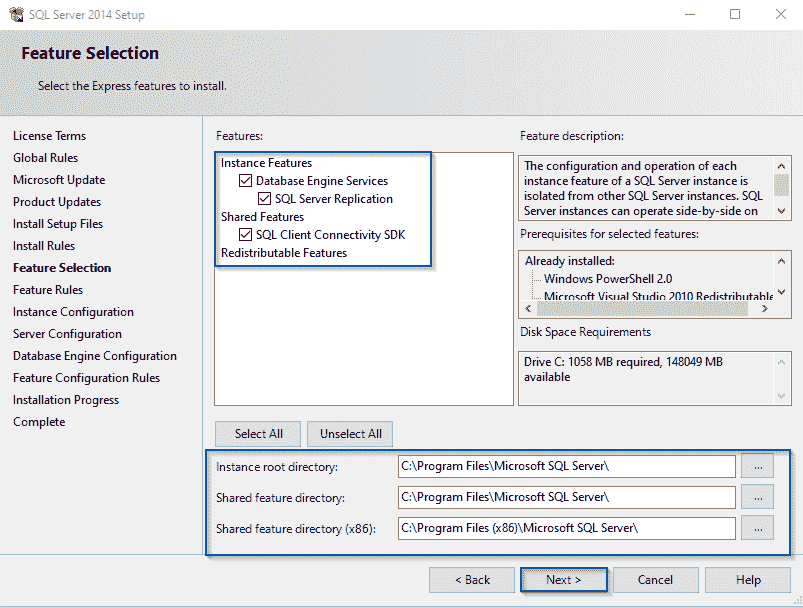 SQL Server 2014 Setup
Feature Selection
Select the Express features to install.
License Terms
Global Rules
Microsoft Update
Product Updates
Install Setup Files
Install Rules
Feature Selection
Feature Rules
Instance Configuration
Server Configuration
Database Engine Configuration
Feature Configuration Rules
Installation Progress
Complete
Features:
Instance Features
Database Engine Services
SQL Server Replication
Shared Features
SQL Client Connectivity SDK
Redistributable Features
Select All
Unselect All
Feature description:
The configuration and operation of each
instance feature of a SQL Server instance is
isolated from other SQL Server instances. SQL
Server instances can operate side-by-side on
Prerequisites for selected features:
Already installed:
Windows PowerShell 2.0
Microsoft Visual Studio 2010 Redistributable
Disk Space Requirements
Drive C: 1058 MB required, 148049 MB
available
Instance root directory:
C:\Program Files\Microsoft SQL Server\
...
Shared feature directory:
C:\Program Files\Microsoft SQL Server\
...
Shared feature directory (x86):
C:\Program Files (x86)\Microsoft SQL Server\
...
< Back
Next >
Cancel
Help